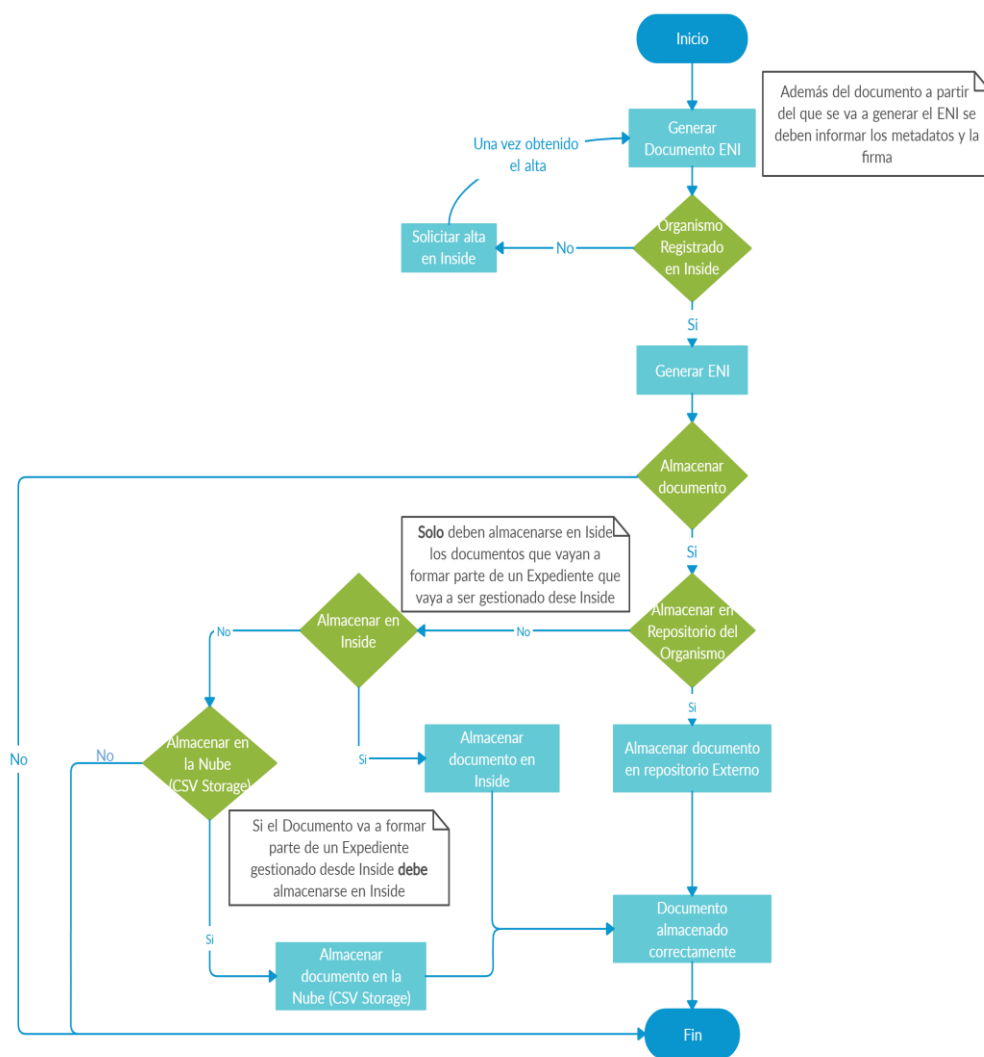 Inicio
Además del documento a partir
del que se va a generar el ENI se
deben informar los metadatos y la
firma
Generar
Documento ENI
Una vez obtenido
el alta
Solicitar alta
en Inside
No
Organismo
Registrado
en Inside
Si
Generar ENI
Almacenar
documento
Si
Solo deben almacenarse en Iside
los documentos que vayan a
formar parte de un Expediente que
vaya a ser gestionado dese Inside
Almacenar en
Repositorio del
Organismo
No
Almacenar en
Inside
No
Si
Almacenar en
la Nube
(CSV Storage)
No
No
Si
Almacenar
documento en
Inside
Almacenar documento
en repositorio Externo
Si el Documento va a formar
parte de un Expediente
gestionado desde Inside debe
almacenarse en Inside
Si
Almacenar
documento en la
Nube (CSV Storage)
Documento
almacenado
correctamente
Fin